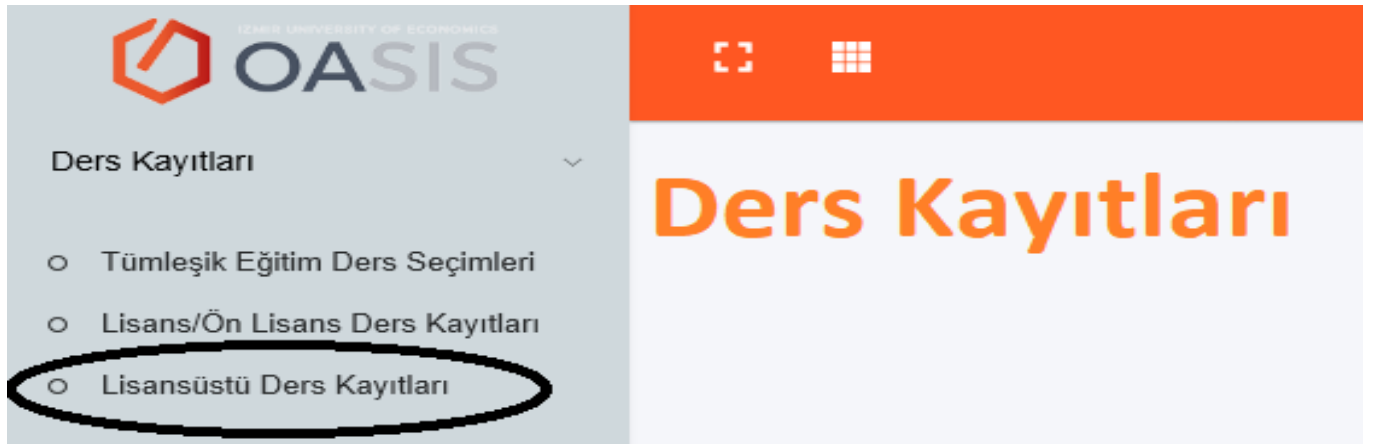 IZMIR UNIVERSITY OF ECONOMICS
OASIS
Ders Kayıtları
Ders Kayıtları
Tümleşik Eğitim Ders Seçimleri
Lisans/Ön Lisans Ders Kayıtları
Lisansüstü Ders Kayıtları